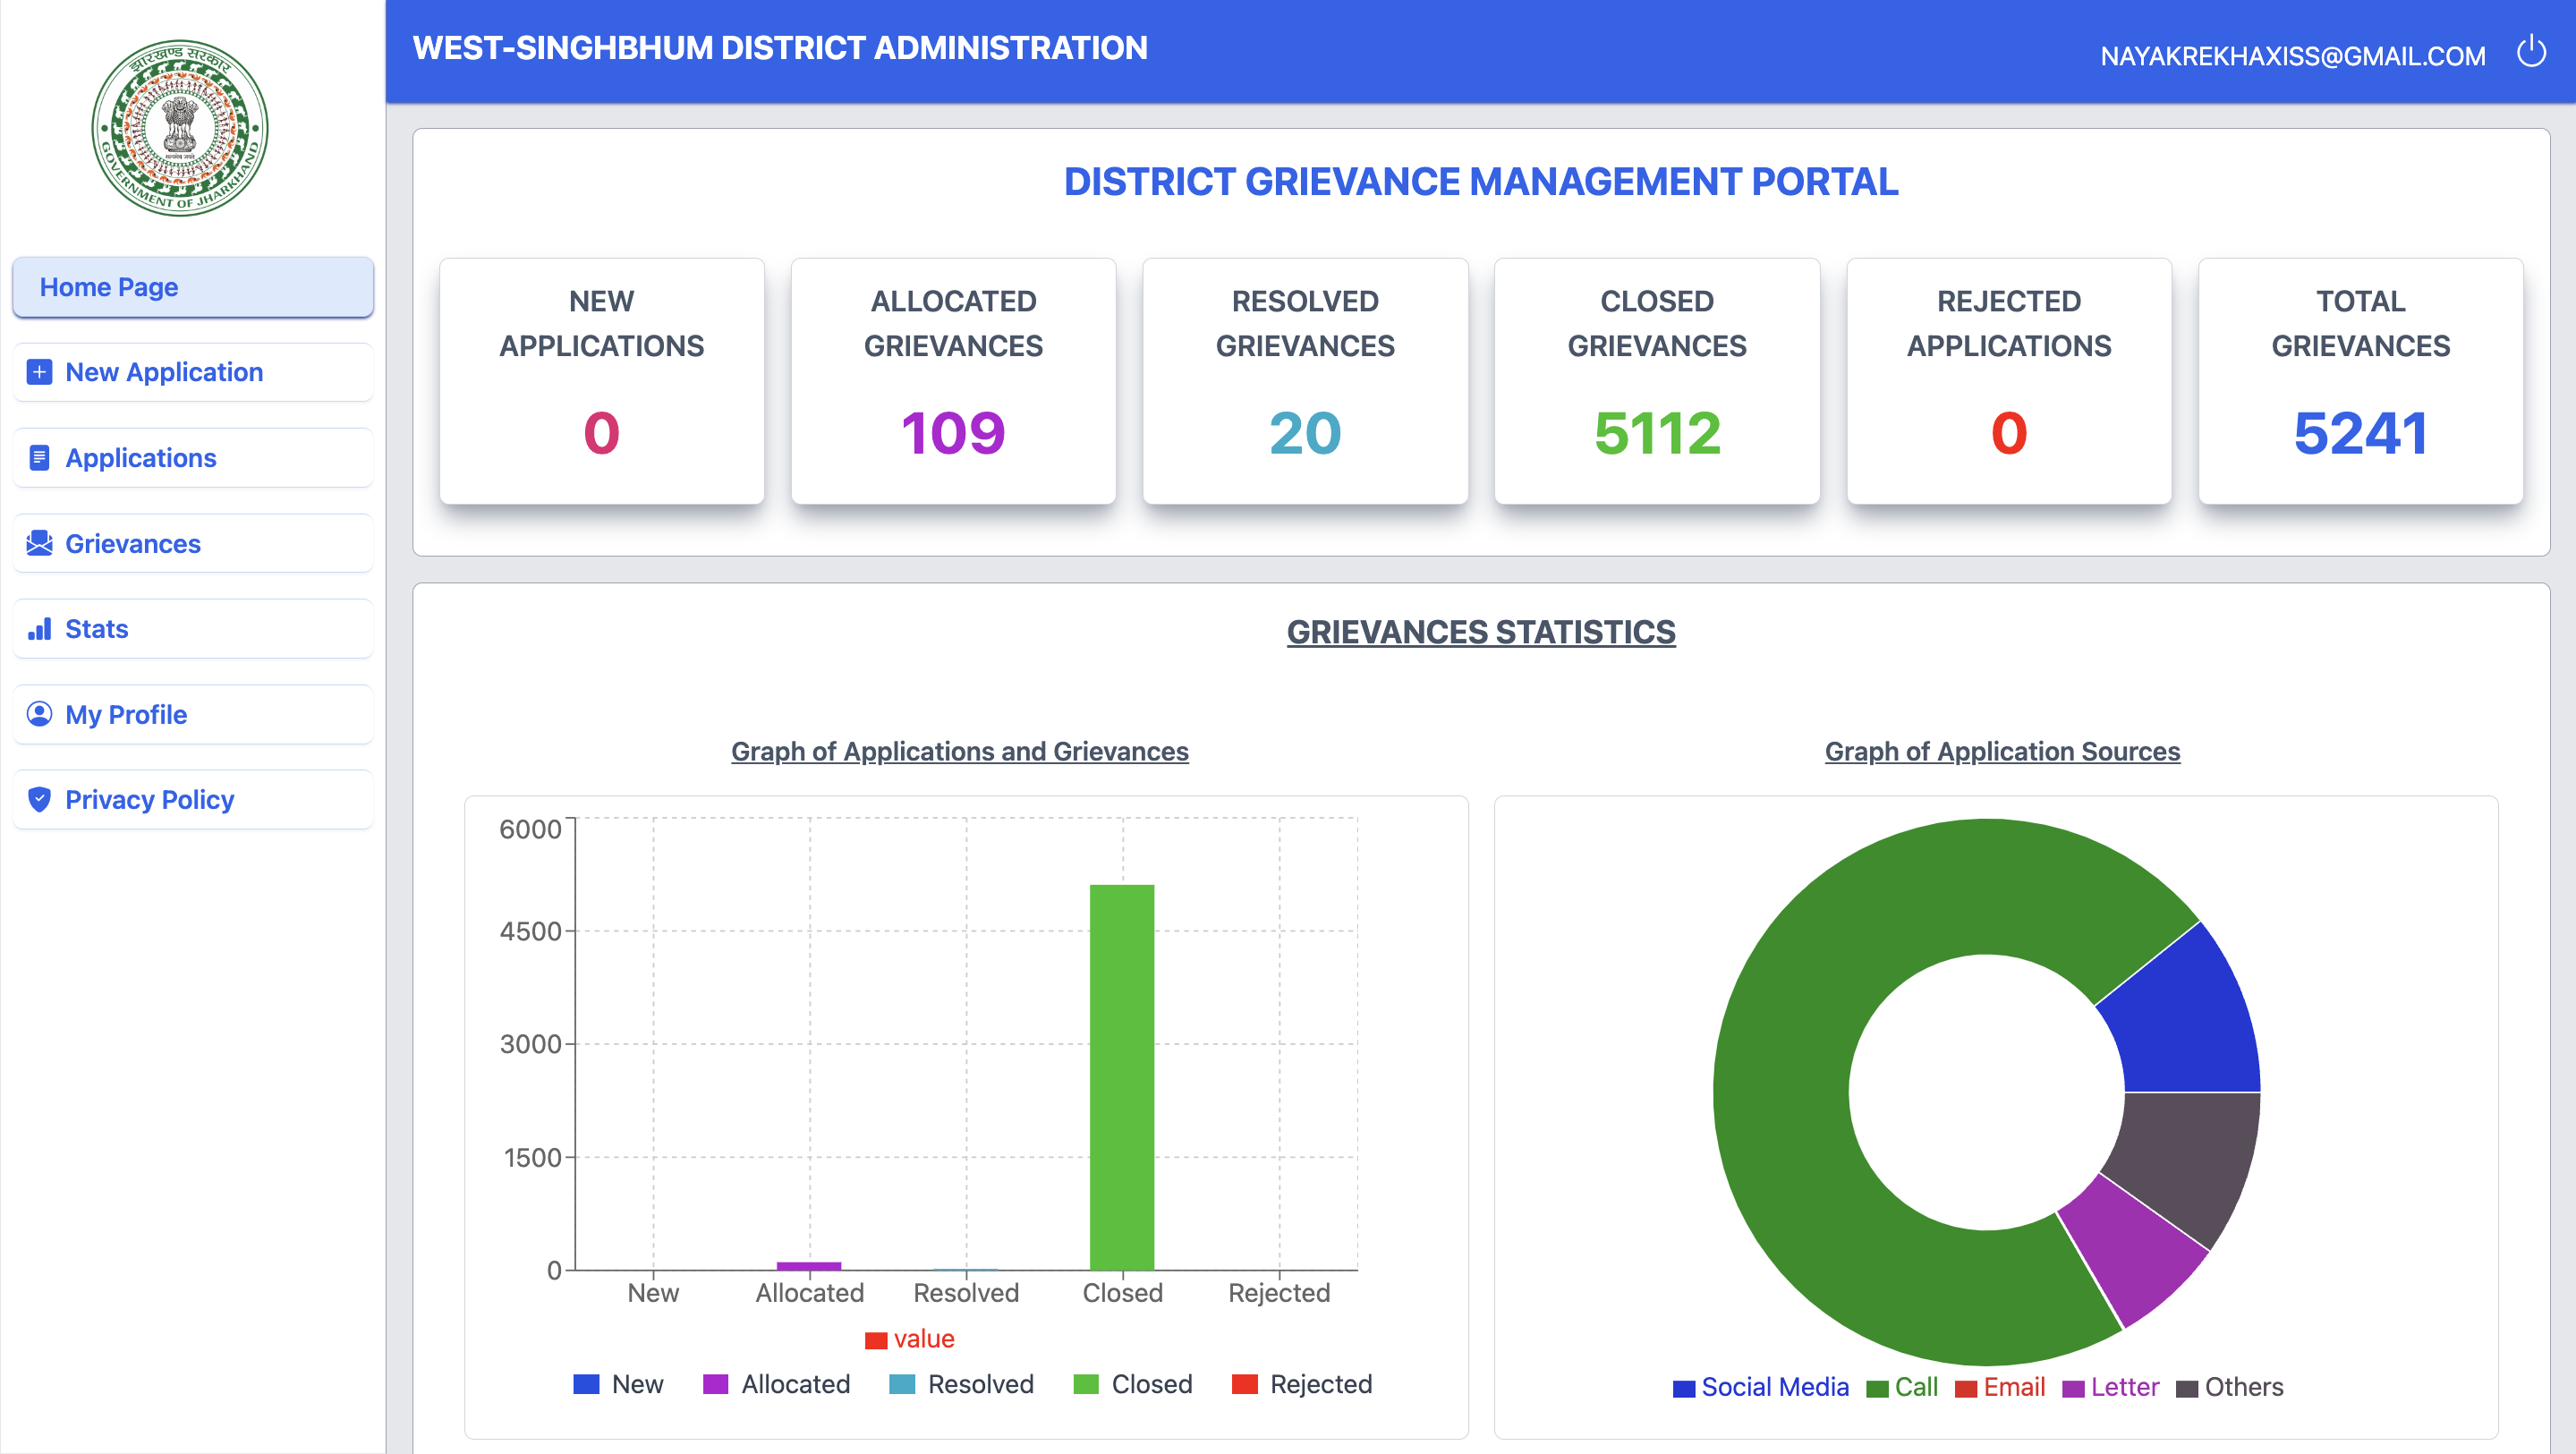 झारखण्ड सरकार
सत्यमेव जयते
GOVERNMENT OF JHARKHAND
Home Page
New Application
Applications
Grievances
Stats
My Profile
Privacy Policy
WEST-SINGHBHUM DISTRICT ADMINISTRATION
NAYAKREKHAXISS@GMAIL.COM
DISTRICT GRIEVANCE MANAGEMENT PORTAL
NEW
APPLICATIONS
0
ALLOCATED
GRIEVANCES
109
RESOLVED
GRIEVANCES
20
CLOSED
GRIEVANCES
5112
REJECTED
APPLICATIONS
0
TOTAL
GRIEVANCES
5241
GRIEVANCES STATISTICS
Graph of Applications and Grievances
6000
4500
3000
1500
0
New Allocated Resolved Closed Rejected
value
New Allocated Resolved Closed Rejected
Graph of Application Sources
Social Media Call Email Letter Others